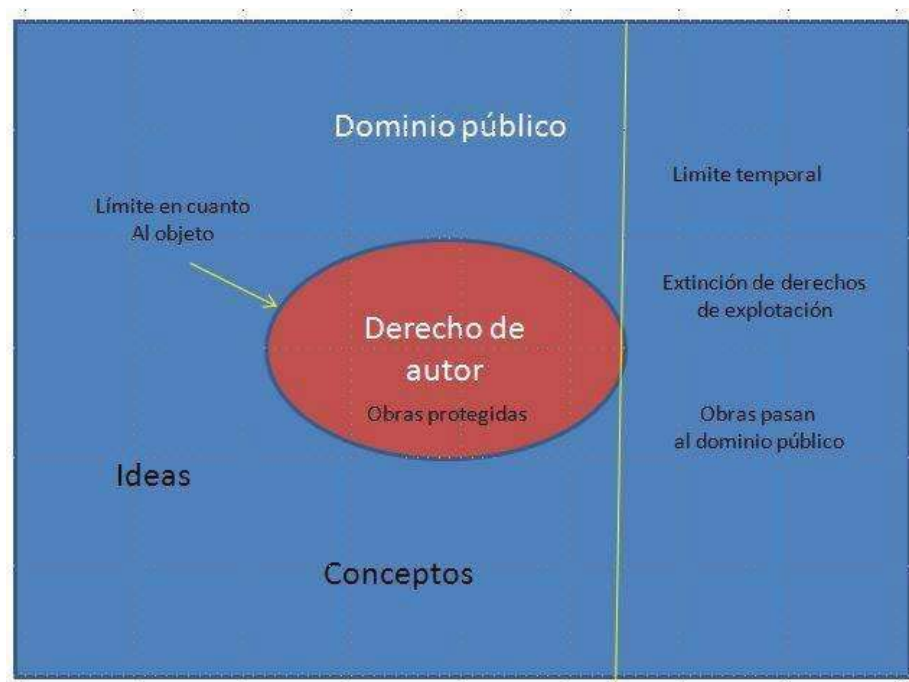 Dominio público
Limite temporal
Límite en cuanto
Al objeto
Extinción de derechos
de explotación
Derecho de
autor
Obras protegidas
Obras pasan
al dominio público
Ideas
Conceptos